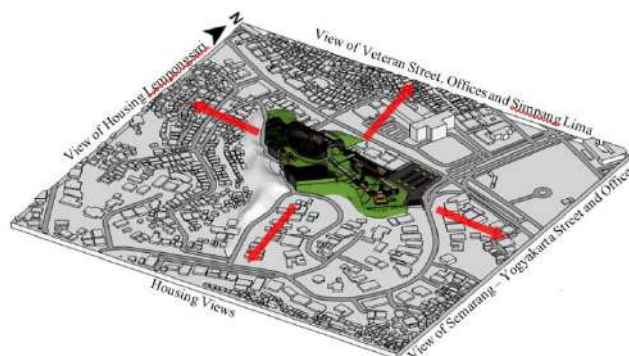 N
View of Veteran Street, Offices and Simpang Lima
View of Housing Lempongsari
View of Semarang – Yogyakarta Street and Office
Housing Views